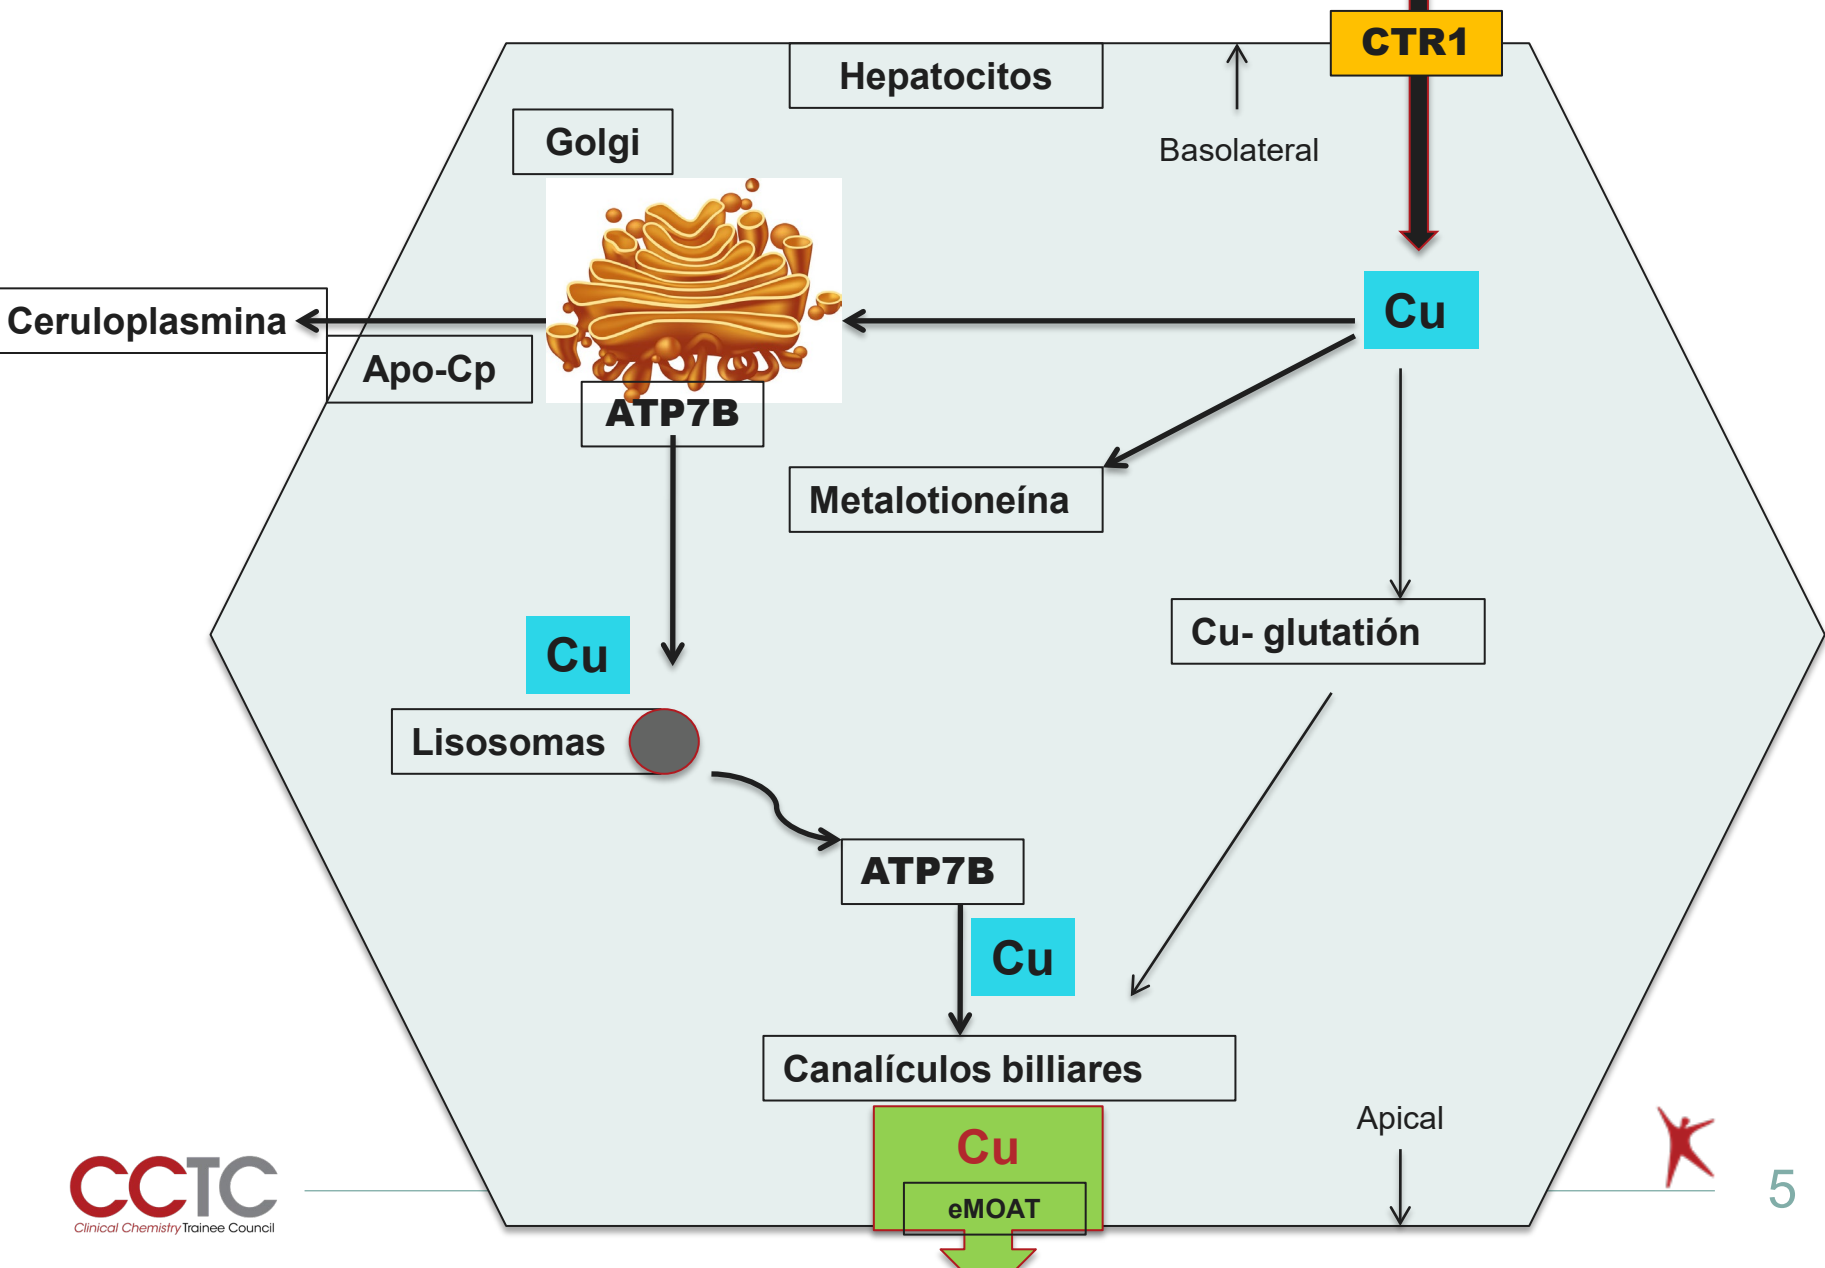 CTR1
Hepatocitos
Golgi
Basolateral
Cu
Ceruloplasmina
Apo-Cp
ATP7B
Metalotioneína
Cu- glutatión
Cu
Lisosomas
ATP7B
Cu
Canalículos billiares
Cu
Apical
eMOAT
CCTC
Clinical Chemistry Trainee Council
5